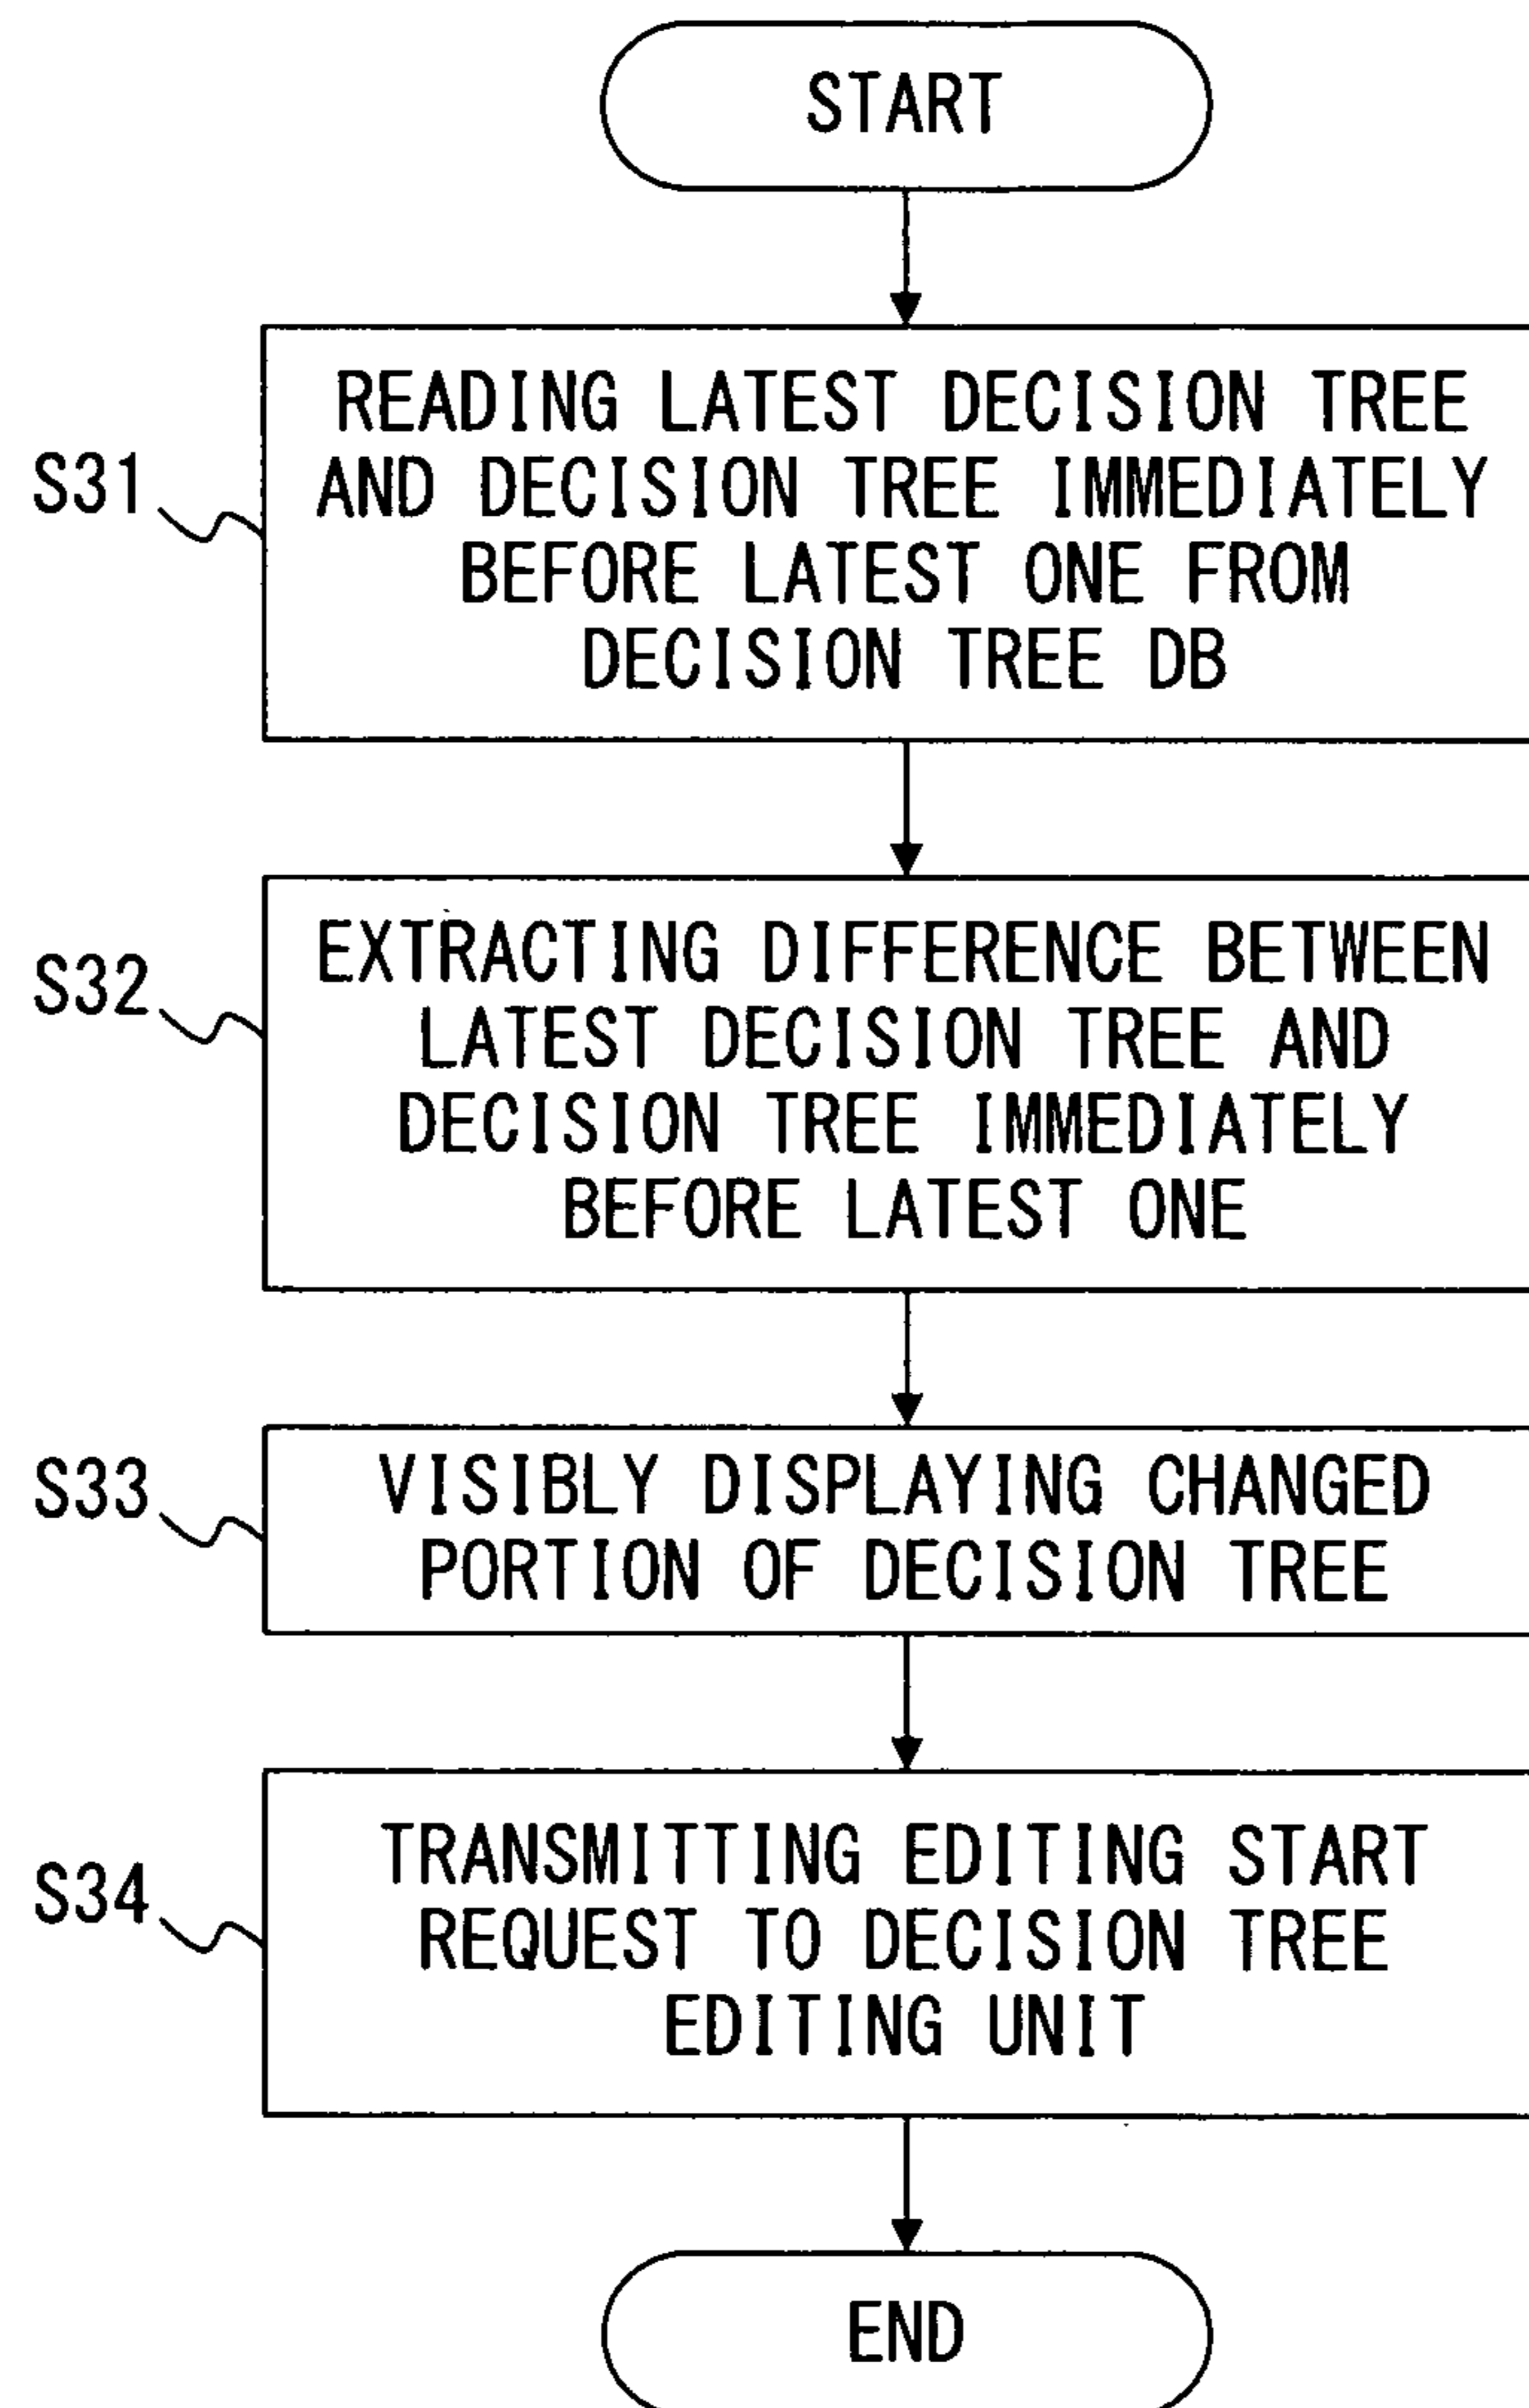 START
READING LATEST DECISION TREE
AND DECISION TREE IMMEDIATELY
BEFORE LATEST ONE FROM
DECISION TREE DB
S31
EXTRACTING DIFFERENCE BETWEEN
LATEST DECISION TREE AND
DECISION TREE IMMEDIATELY
BEFORE LATEST ONE
S32
VISIBLY DISPLAYING CHANGED
PORTION OF DECISION TREE
S33
TRANSMITTING EDITING START
REQUEST TO DECISION TREE
EDITING UNIT
S34
END